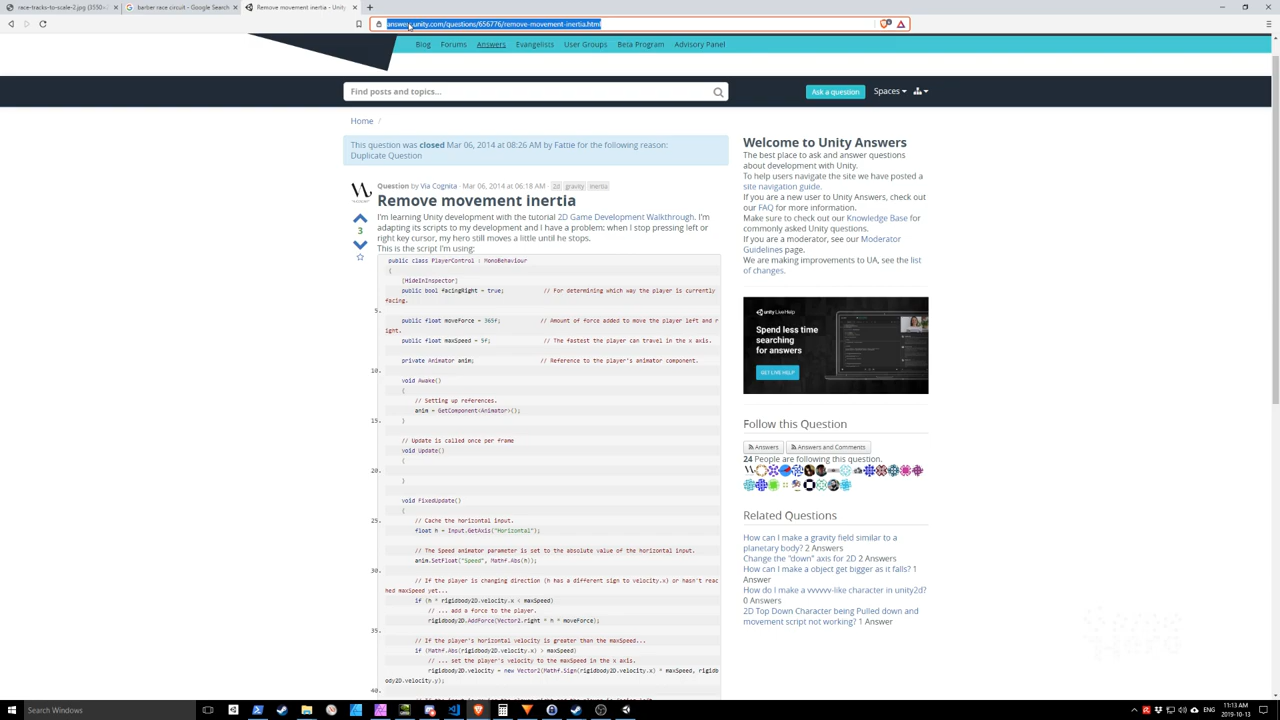 race-tracks-to-scale-2.jpg (3550×
barber race circuit - Google Search
Remove movement inertia - Unity
answers.unity.com/questions/656776/remove-movement-inertia.html
Blog Forums Answers Evangelists User Groups Beta Program Advisory Panel
Find posts and topics...
Ask a question
Spaces
Home /
This question was closed Mar 06, 2014 at 08:26 AM by Fattie for the following reason:
Duplicate Question
Question by Via Cognita · Mar 06, 2014 at 06:18 AM · 2d gravity inertia
Remove movement inertia
3
I'm learning Unity development with the tutorial 2D Game Development Walkthrough. I'm
adapting its scripts to my development and I have a problem: when I stop pressing left or
right key cursor, my hero still moves a little until he stops.
This is the script I'm using:
public class PlayerControl : MonoBehaviour
{
[HideInInspector]
public bool facingRight = true; // For determining which way the player is currently
facing.
5.
public float moveForce = 365f; // Amount of force added to move the player left and r
ight.
public float maxSpeed = 5f; // The fastest the player can travel in the x axis.
private Animator anim; // Reference to the player's animator component.
10.
void Awake()
{
// Setting up references.
anim = GetComponent<Animator>();
15. }
// Update is called once per frame
void Update()
{
20.
}
void FixedUpdate()
{
25. // Cache the horizontal input.
float h = Input.GetAxis("Horizontal");
// The Speed animator parameter is set to the absolute value of the horizontal input.
anim.SetFloat("Speed", Mathf.Abs(h));
30.
// If the player is changing direction (h has a different sign to velocity.x) or hasn't reac
hed maxSpeed yet...
if (h * rigidbody2D.velocity.x < maxSpeed)
// ... add a force to the player.
rigidbody2D.AddForce(Vector2.right * h * moveForce);
35.
// If the player's horizontal velocity is greater than the maxSpeed...
if (Mathf.Abs(rigidbody2D.velocity.x) > maxSpeed)
// ... set the player's velocity to the maxSpeed in the x axis.
rigidbody2D.velocity = new Vector2(Mathf.Sign(rigidbody2D.velocity.x) * maxSpeed, rigidb
ody2D.velocity.y);
40.
Welcome to Unity Answers
The best place to ask and answer questions
about development with Unity.
To help users navigate the site we have posted a
site navigation guide.
If you are a new user to Unity Answers, check out
our FAQ for more information.
Make sure to check out our Knowledge Base for
commonly asked Unity questions.
If you are a moderator, see our Moderator
Guidelines page.
We are making improvements to UA, see the list
of changes.
unity Live Help
Spend less time
searching
for answers
GET LIVE HELP
Follow this Question
Answers
Answers and Comments
24 People are following this question.
Related Questions
How can I make a gravity field similar to a
planetary body? 2 Answers
Change the "down" axis for 2D 2 Answers
How can I make a object get bigger as it falls? 1
Answer
How do I make a vvvvvv-like character in unity2d?
0 Answers
2D Top Down Character being Pulled down and
movement script not working? 1 Answer
Search Windows
11:13 AM
2019-10-13